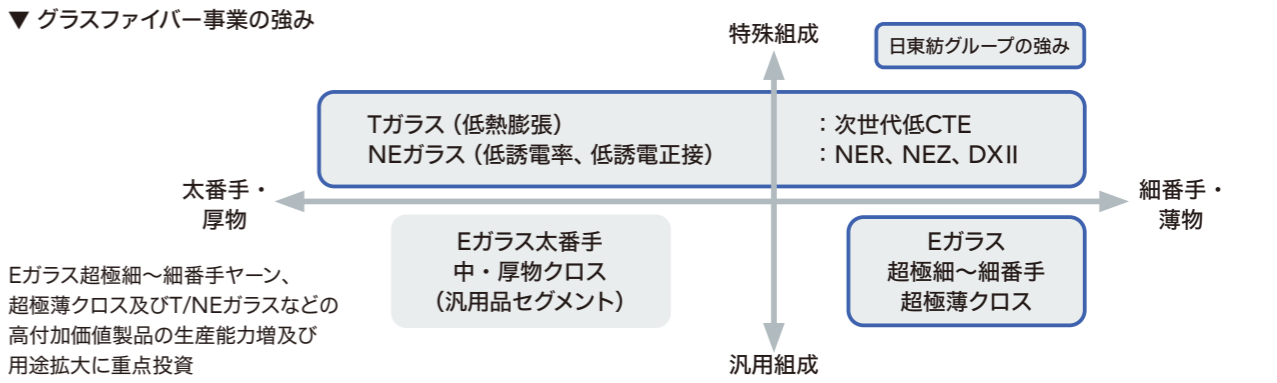 ▼ グラスファイバー事業の強み
特殊組成
日東紡グループの強み
Tガラス（低熱膨張） ：次世代低CTE
NEガラス（低誘電率、低誘電正接） ：NER、NEZ、DXII
太番手・
厚物
細番手・
薄物
Eガラス太番手
中・厚物クロス
（汎用品セグメント）
Eガラス
超極細～細番手
超極薄クロス
Eガラス超極細～細番手ヤーン、
超極薄クロス及びT/NEガラスなどの
高付加価値製品の生産能力増及び
用途拡大に重点投資
汎用組成